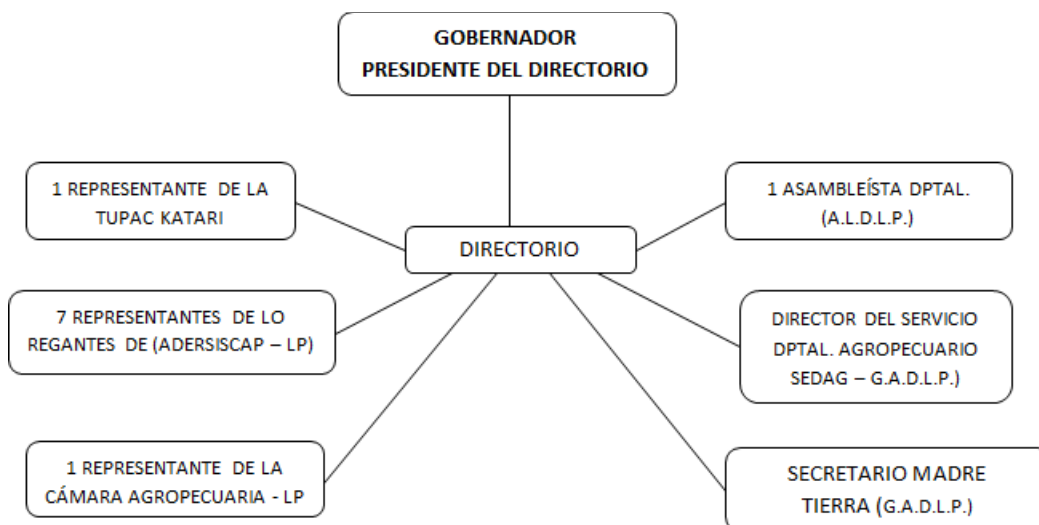 GOBERNADOR
PRESIDENTE DEL DIRECTORIO
1 REPRESENTANTE DE LA
TUPAC KATARI
1 ASAMBLEÍSTA DPTAL.
(A.L.D.L.P.)
DIRECTORIO
7 REPRESENTANTES DE LO
REGANTES DE (ADERSISCAP – LP)
DIRECTOR DEL SERVICIO
DPTAL. AGROPECUARIO
SEDAG – G.A.D.L.P.)
1 REPRESENTANTE DE LA
CÁMARA AGROPECUARIA - LP
SECRETARIO MADRE
TIERRA (G.A.D.L.P.)